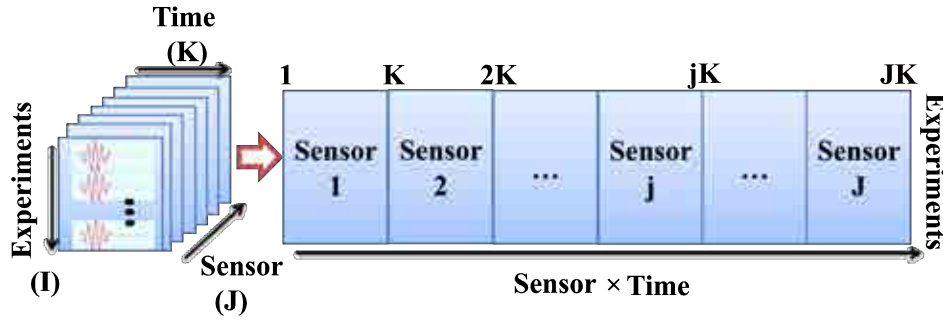 Time
(K)
Experiments
(I)
Sensor
(J)
1
K
2K
jK
JK
Sensor
1
Sensor
2
...
Sensor
j
...
Sensor
J
Experiments
Sensor × Time